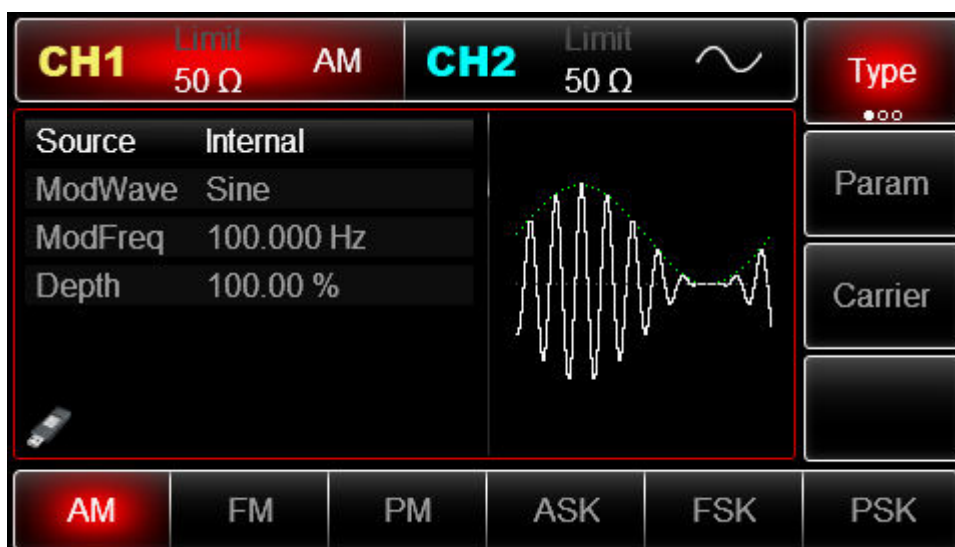 CH1 Limit 50 Ω AM CH2 Limit 50 Ω Type
Source Internal
ModWave Sine
ModFreq 100.000 Hz
Depth 100.00 %
Param
Carrier
AM FM PM ASK FSK PSK